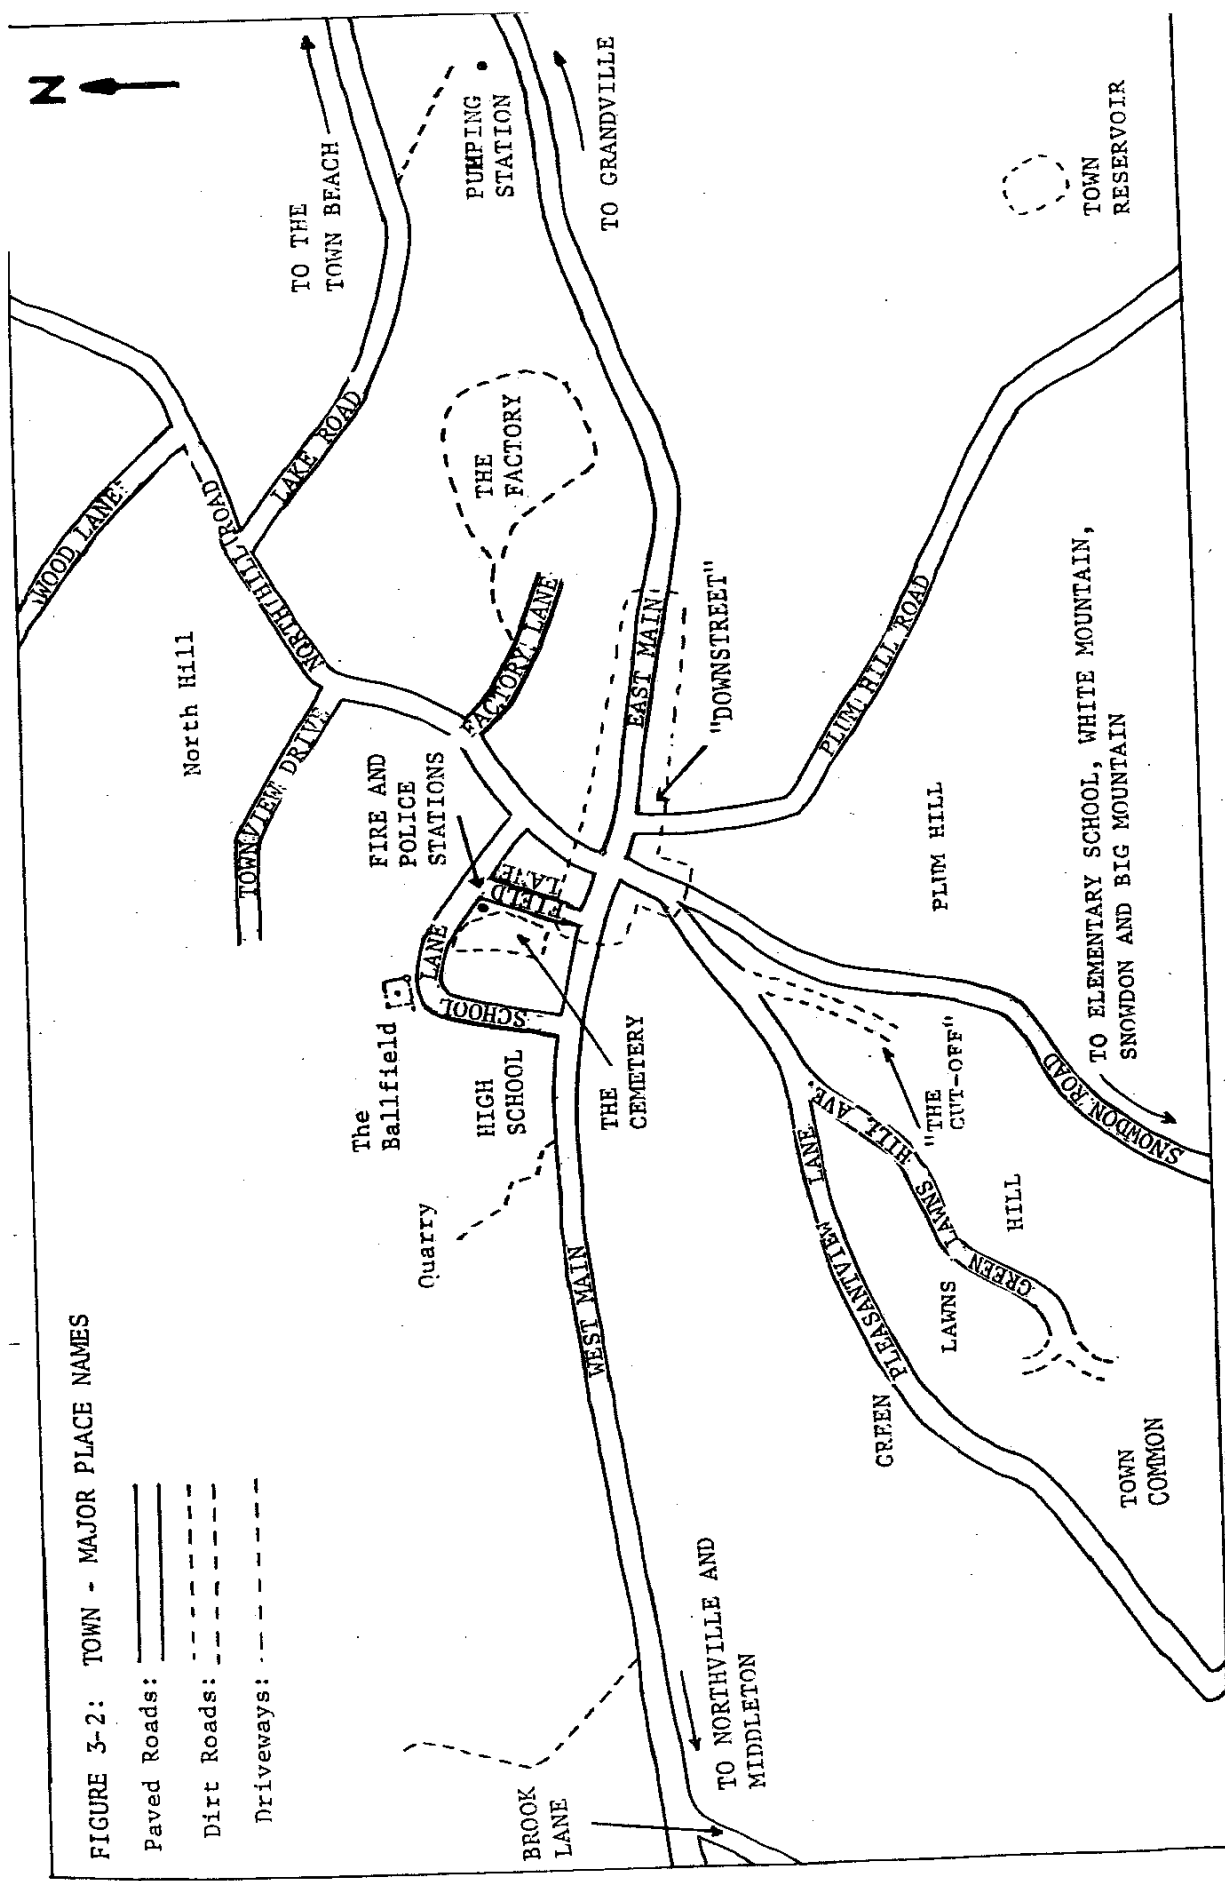 FIGURE 3-2: TOWN - MAJOR PLACE NAMES
Paved Roads:
Dirt Roads:
Driveways:
N
WOOD LANE
North Hill
NORTH HILL ROAD
TOWN VIEW DRIVE
LAKE ROAD
TO THE
TOWN BEACH
PUMPING
STATION
TO GRANDVILLE
THE
FACTORY
FACTORY LANE
FIRE AND
POLICE
STATIONS
FIELD
LANE
SCHOOL LANE
The
Ballfield
HIGH
SCHOOL
THE
CEMETERY
Quarry
EAST MAIN
"DOWNSTREET"
WEST MAIN
BROOK
LANE
TO NORTHVILLE AND
MIDDLETON
PLUM HILL ROAD
PLUM HILL
TOWN
RESERVOIR
"THE
CUT-OFF"
PLEASANTVIEW LANE
GREEN LAWNS HILL AVE.
GREEN
LAWNS
HILL
TOWN
COMMON
SNOWDON ROAD
TO ELEMENTARY SCHOOL, WHITE MOUNTAIN,
SNOWDON AND BIG MOUNTAIN